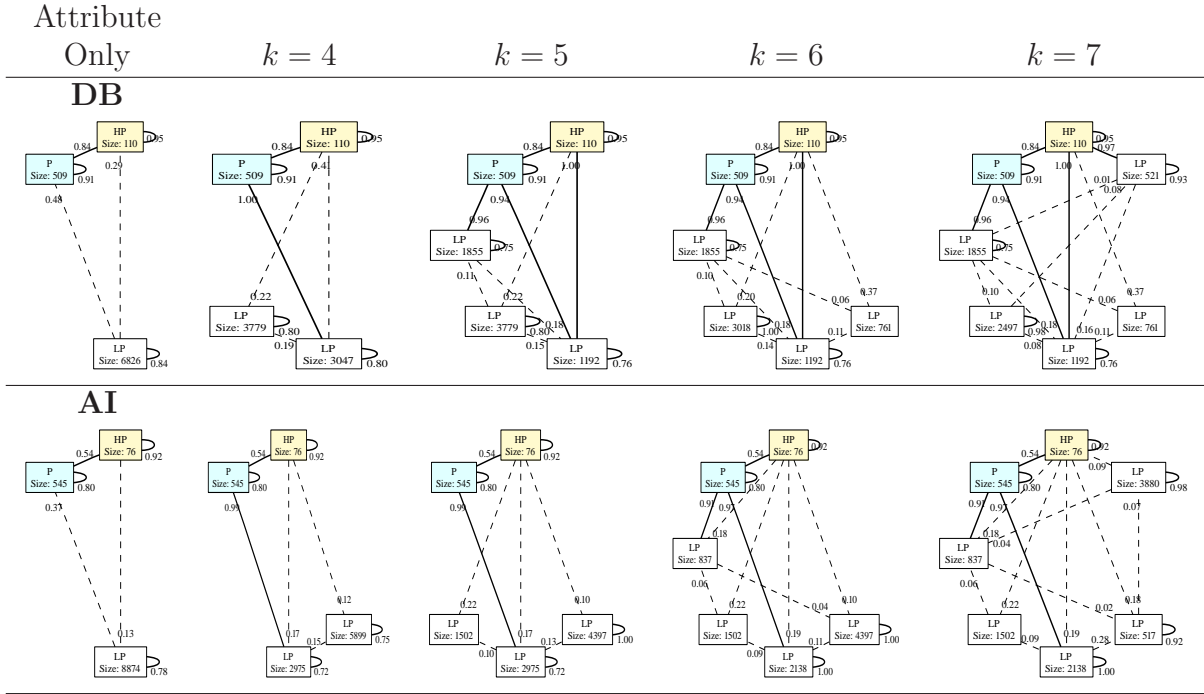 Attribute
Only
k = 4
k = 5
k = 6
k = 7
DB
HP
Size: 110
0.95
0.84
P
Size: 509
0.91
0.29
0.48
LP
Size: 6826
0.84
HP
Size: 110
0.95
0.84
P
Size: 509
0.91
0.41
1.00
0.22
LP
Size: 3779
0.80
0.19
LP
Size: 3047
0.80
HP
Size: 110
0.95
0.84
P
Size: 509
0.91
1.00
0.94
0.96
LP
Size: 1855
0.75
0.11
0.22
LP
Size: 3779
0.80
0.18
0.15
LP
Size: 1192
0.76
HP
Size: 110
0.95
0.84
P
Size: 509
0.91
1.00
0.94
0.96
LP
Size: 1855
0.75
0.10
0.20
0.06
0.37
LP
Size: 3018
1.00
0.18
0.14
LP
Size: 761
0.11
LP
Size: 1192
0.76
HP
Size: 110
0.95
0.97
0.84
P
Size: 509
0.91
1.00
0.94
LP
Size: 521
0.93
0.01
0.08
0.96
LP
Size: 1855
0.75
0.10
0.06
0.37
LP
Size: 2497
0.98
0.18
0.08
0.16
0.11
LP
Size: 761
LP
Size: 1192
0.76
AI
HP
Size: 76
0.92
0.54
P
Size: 545
0.80
0.37
0.13
LP
Size: 8874
0.78
HP
Size: 76
0.92
0.54
P
Size: 545
0.80
0.99
0.12
0.17
LP
Size: 5899
0.75
0.15
LP
Size: 2975
0.72
HP
Size: 76
0.92
0.54
P
Size: 545
0.80
0.99
0.22
0.10
0.17
LP
Size: 1502
0.10
LP
Size: 4397
1.00
0.13
LP
Size: 2975
0.72
HP
Size: 76
0.92
0.54
P
Size: 545
0.80
0.91
0.97
0.18
LP
Size: 837
0.06
0.22
0.04
0.10
LP
Size: 1502
0.09
0.19
0.11
LP
Size: 4397
1.00
LP
Size: 2138
1.00
HP
Size: 76
0.92
0.09
0.54
P
Size: 545
0.80
0.91
0.97
LP
Size: 3880
0.98
0.07
0.18
0.04
LP
Size: 837
0.06
0.22
0.02
0.18
LP
Size: 1502
0.09
0.19
0.28
LP
Size: 517
0.92
LP
Size: 2138
1.00